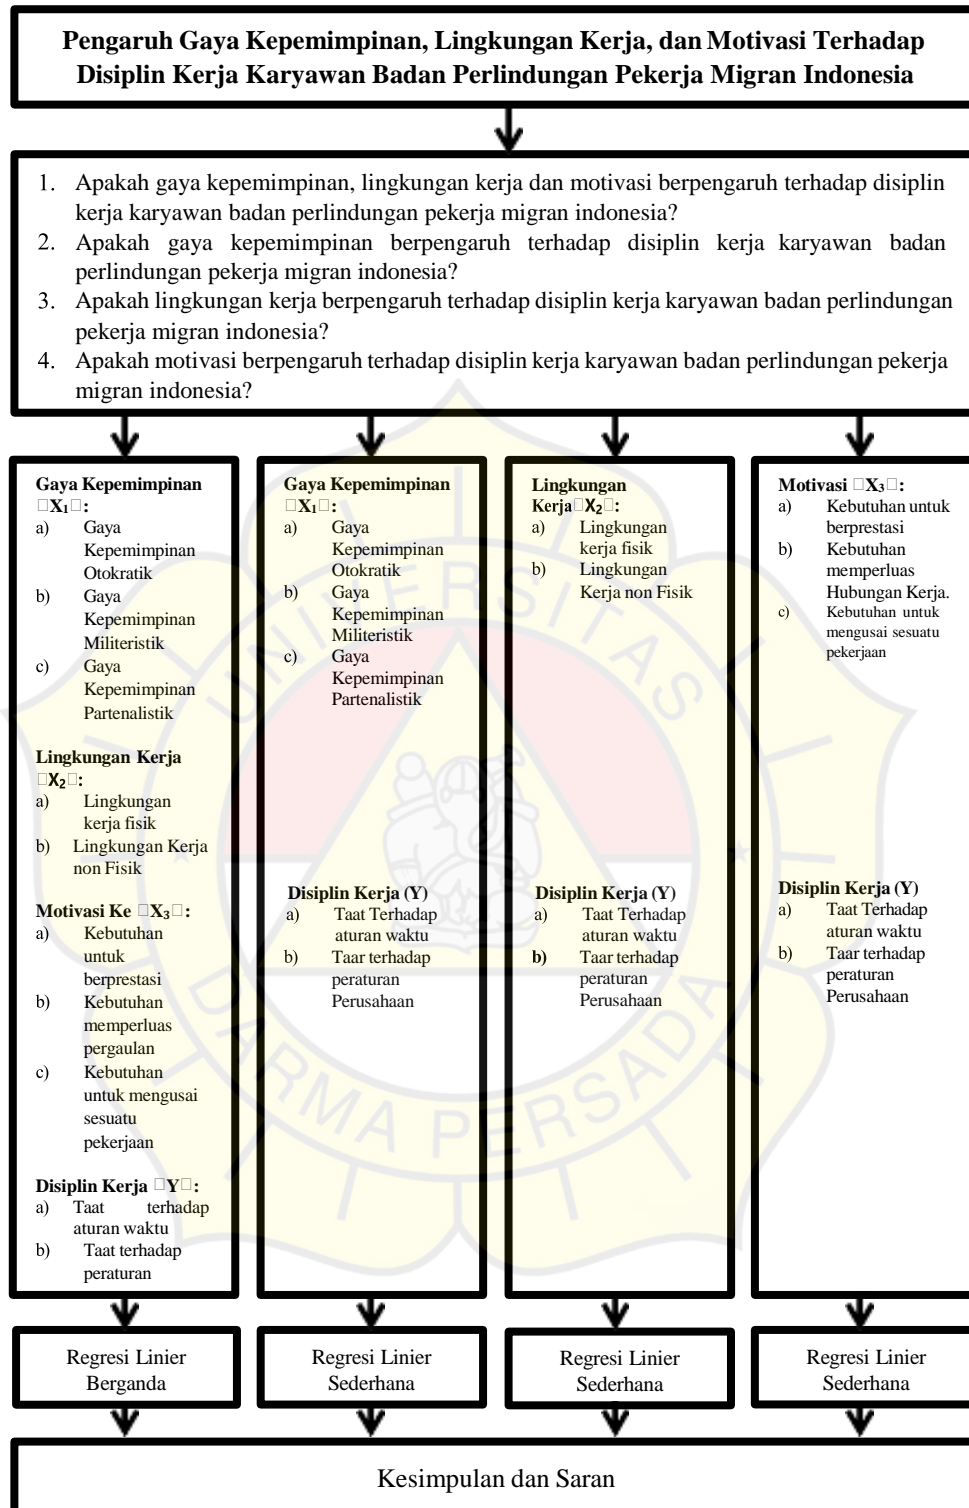 Pengaruh Gaya Kepemimpinan, Lingkungan Kerja, dan Motivasi Terhadap
Disiplin Kerja Karyawan Badan Perlindungan Pekerja Migran Indonesia
1. Apakah gaya kepemimpinan, lingkungan kerja dan motivasi berpengaruh terhadap disiplin
kerja karyawan badan perlindungan pekerja migran indonesia?
2. Apakah gaya kepemimpinan berpengaruh terhadap disiplin kerja karyawan badan
perlindungan pekerja migran indonesia?
3. Apakah lingkungan kerja berpengaruh terhadap disiplin kerja karyawan badan perlindungan
pekerja migran indonesia?
4. Apakah motivasi berpengaruh terhadap disiplin kerja karyawan badan perlindungan pekerja
migran indonesia?
Gaya Kepemimpinan
□X₁□:
a) Gaya
Kepemimpinan
Otokratik
b) Gaya
Kepemimpinan
Militeristik
c) Gaya
Kepemimpinan
Partenalistik
Lingkungan Kerja
□X₂□:
a) Lingkungan
kerja fisik
b) Lingkungan Kerja
non Fisik
Motivasi Ke □X₃□:
a) Kebutuhan
untuk
berprestasi
b) Kebutuhan
memperluas
pergaulan
c) Kebutuhan
untuk mengusai
sesuatu
pekerjaan
Disiplin Kerja □Y□:
a) Taat terhadap
aturan waktu
b) Taat terhadap
peraturan
Gaya Kepemimpinan
□X₁□:
a) Gaya
Kepemimpinan
Otokratik
b) Gaya
Kepemimpinan
Militeristik
c) Gaya
Kepemimpinan
Partenalistik
Disiplin Kerja (Y)
a) Taat Terhadap
aturan waktu
b) Taar terhadap
peraturan
Perusahaan
Lingkungan
Kerja□X₂□:
a) Lingkungan
kerja fisik
b) Lingkungan
Kerja non Fisik
Disiplin Kerja (Y)
a) Taat Terhadap
aturan waktu
b) Taar terhadap
peraturan
Perusahaan
Motivasi □X₃□:
a) Kebutuhan untuk
berprestasi
b) Kebutuhan
memperluas
Hubungan Kerja.
c) Kebutuhan untuk
mengusai sesuatu
pekerjaan
Disiplin Kerja (Y)
a) Taat Terhadap
aturan waktu
b) Taar terhadap
peraturan
Perusahaan
Regresi Linier
Berganda
Regresi Linier
Sederhana
Regresi Linier
Sederhana
Regresi Linier
Sederhana
Kesimpulan dan Saran
UNIVERSITAS
DARMA PERSADA